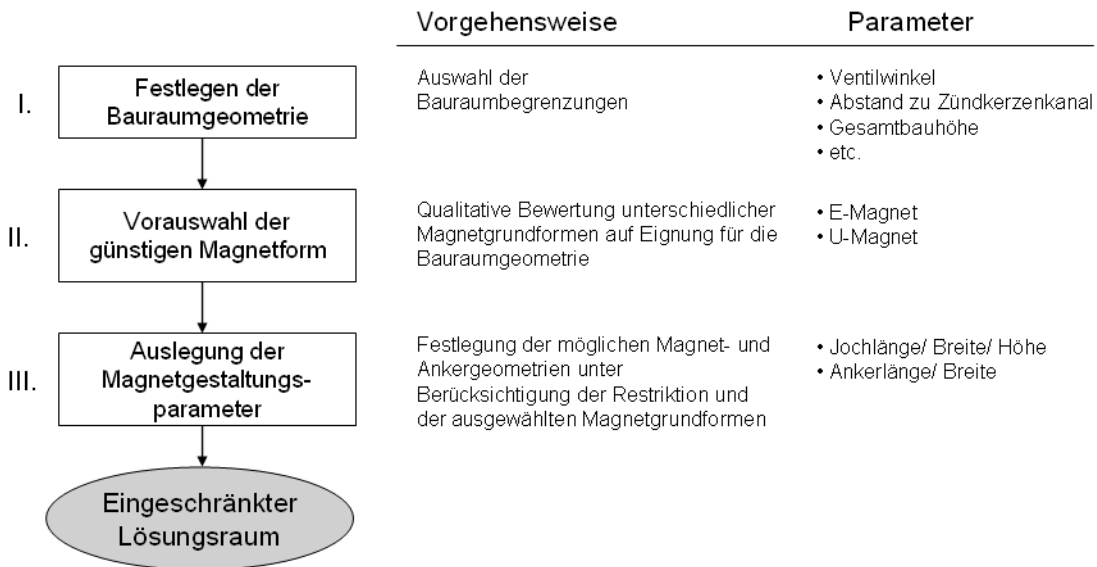 Vorgehensweise Parameter
I.
Festlegen der
Bauraumgeometrie
Auswahl der
Bauraumbegrenzungen
• Ventilwinkel
• Abstand zu Zündkerzenkanal
• Gesamtbauhöhe
• etc.
II.
Vorauswahl der
günstigen Magnetform
Qualitative Bewertung unterschiedlicher
Magnetgrundformen auf Eignung für die
Bauraumgeometrie
• E-Magnet
• U-Magnet
III.
Auslegung der
Magnetgestaltungs-
parameter
Festlegung der möglichen Magnet- und
Ankergeometrien unter
Berücksichtigung der Restriktion und
der ausgewählten Magnetgrundformen
• Jochlänge/ Breite/ Höhe
• Ankerlänge/ Breite
Eingeschränkter
Lösungsraum